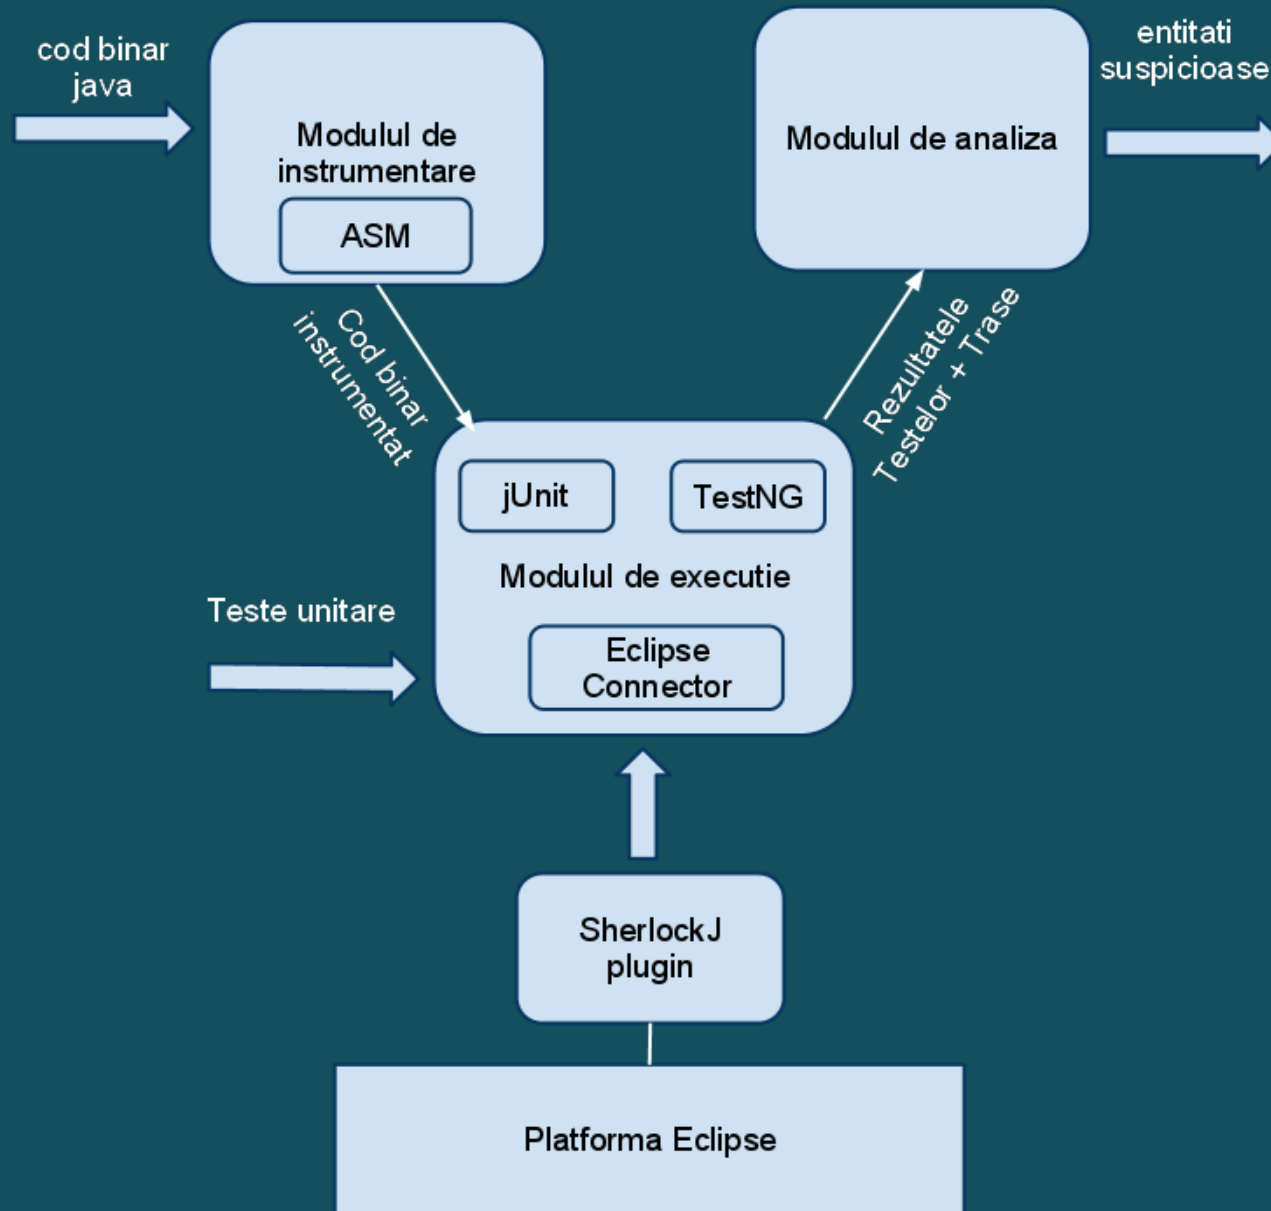 cod binar
java
Modulul de
instrumentare
ASM
Modulul de analiza
entitati
suspicioase
Cod binar
instrumentat
Rezultatele
Testelor + Trase
jUnit
TestNG
Modulul de executie
Eclipse
Connector
Teste unitare
SherlockJ
plugin
Platforma Eclipse